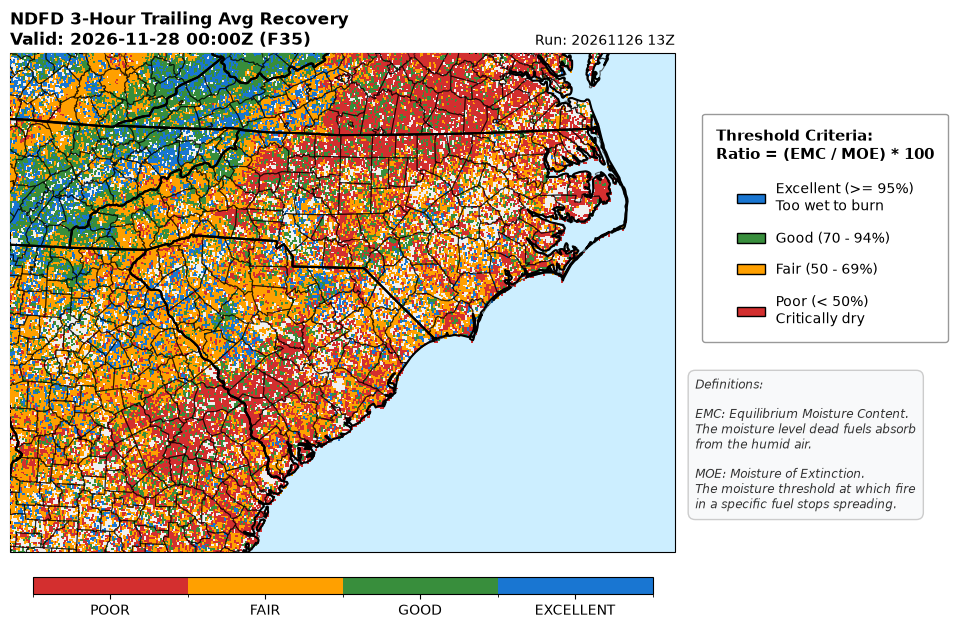 NDFD 3-Hour Trailing Avg Recovery
Valid: 2026-11-28 00:00Z (F35)
Run: 20261126 13Z
Threshold Criteria:
Ratio = (EMC / MOE) * 100
Excellent (>= 95%)
Too wet to burn
Good (70 - 94%)
Fair (50 - 69%)
Poor (< 50%)
Critically dry
Definitions:
EMC: Equilibrium Moisture Content.
The moisture level dead fuels absorb
from the humid air.
MOE: Moisture of Extinction.
The moisture threshold at which fire
in a specific fuel stops spreading.
POOR
FAIR
GOOD
EXCELLENT